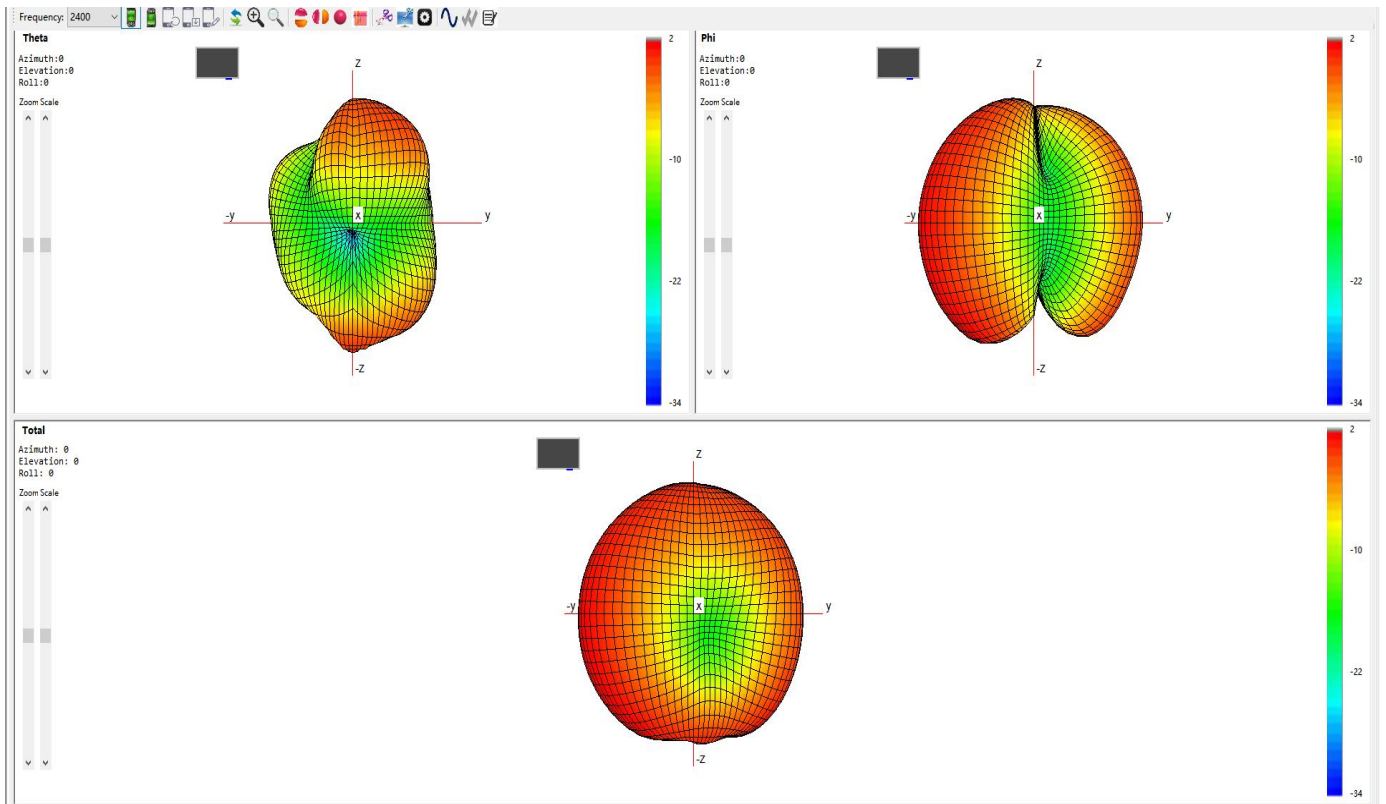 Frequency: 2400
Theta
Azimuth:0
Elevation:0
Roll:0
Zoom Scale
Z
-y
X
y
-Z
2
-10
-22
-34
Phi
Azimuth:0
Elevation:0
Roll:0
Zoom Scale
Z
-y
X
y
-Z
2
-10
-22
-34
Total
Azimuth: 0
Elevation: 0
Roll: 0
Zoom Scale
Z
-y
X
y
-Z
2
-10
-22
-34